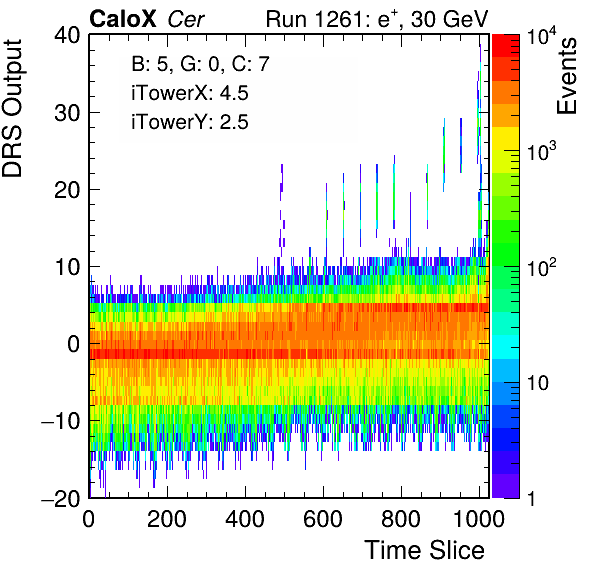 CaloX Cer Run 1261: e⁺, 30 GeV
B: 5, G: 0, C: 7
iTowerX: 4.5
iTowerY: 2.5
DRS Output
40
30
20
10
0
−10
−20
0 200 400 600 800 1000
Time Slice
Events
10⁴
10³
10²
10
1